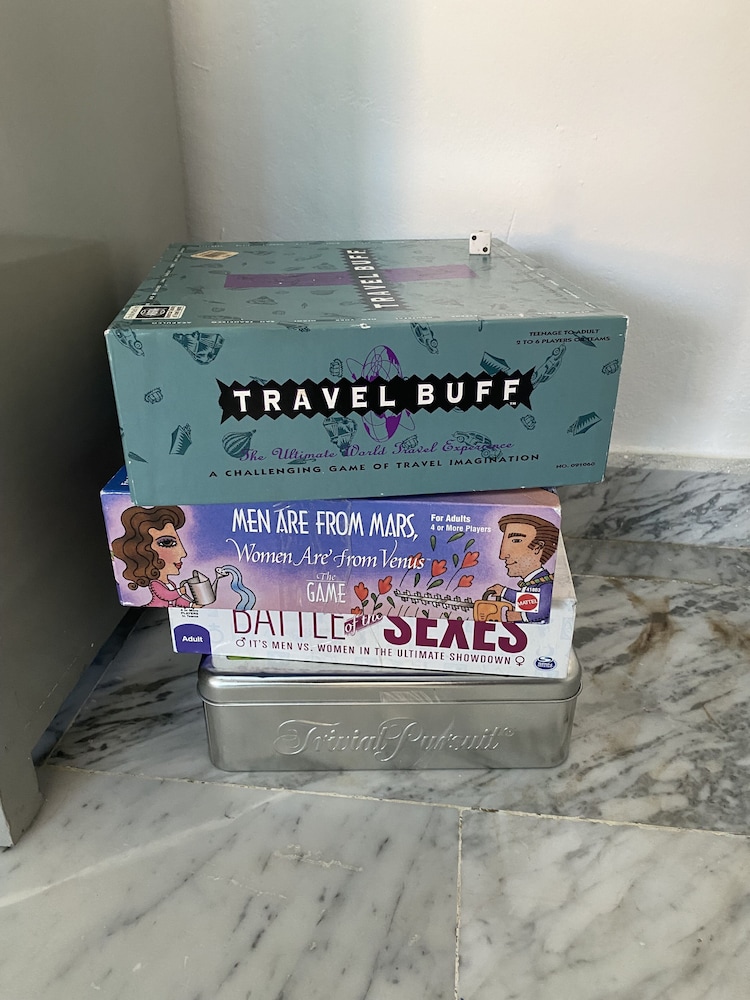 TRAVEL BUFF
TEENAGE TO ADULT
2 TO 6 PLAYERS OR TEAMS
TRAVEL BUFF
The Ultimate World Travel Experience
A CHALLENGING GAME OF TRAVEL IMAGINATION
MEN ARE FROM MARS,
Women Are from Venus
The
GAME
For Adults
4 or More Players
41893
MATTEL
BATTLE of the SEXES
Adult
♂ IT'S MEN VS. WOMEN IN THE ULTIMATE SHOWDOWN ♀
Trivial Pursuit